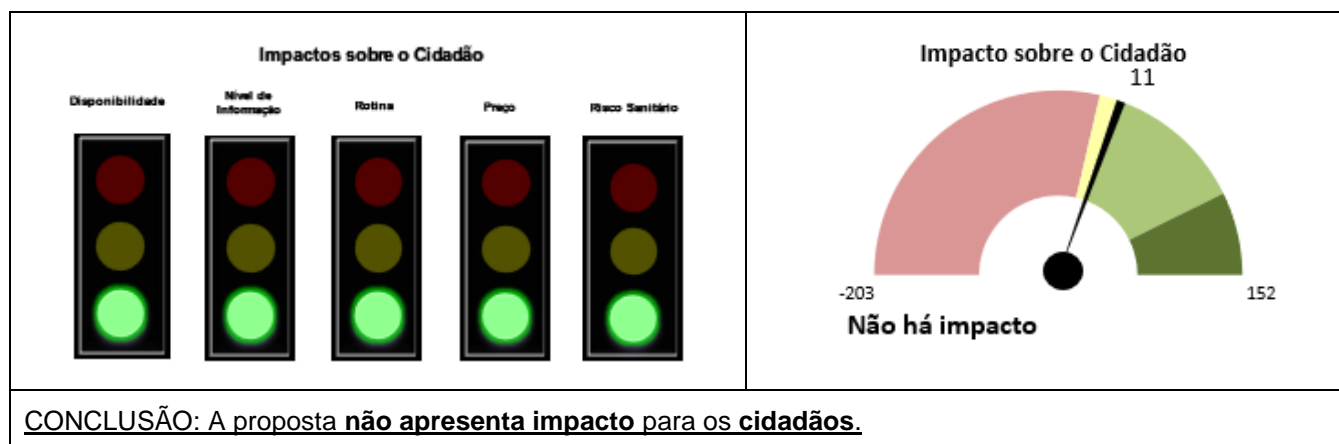 Impactos sobre o Cidadão
Disponibilidade
Nível de
Informação
Rotina
Preço
Risco Sanitário
Impacto sobre o Cidadão
11
-203
152
Não há impacto
CONCLUSÃO: A proposta não apresenta impacto para os cidadãos.